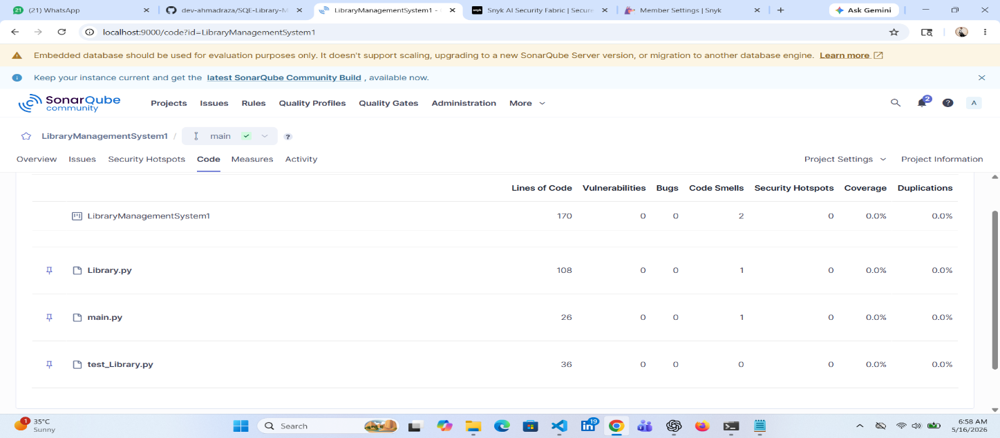 (21) WhatsApp
dev-ahmadraza/SQE-Library-M
LibraryManagementSystem1 -
Snyk AI Security Fabric | Secure
Member Settings | Snyk
Ask Gemini
localhost:9000/code?id=LibraryManagementSystem1
Embedded database should be used for evaluation purposes only. It doesn't support scaling, upgrading to a new SonarQube Server version, or migration to another database engine. Learn more
Keep your instance current and get the latest SonarQube Community Build , available now.
SonarQube community
Projects Issues Rules Quality Profiles Quality Gates Administration More
2
? A
LibraryManagementSystem1 / main ?
Overview Issues Security Hotspots Code Measures Activity Project Settings Project Information
Lines of Code Vulnerabilities Bugs Code Smells Security Hotspots Coverage Duplications
LibraryManagementSystem1 170 0 0 2 0 0.0% 0.0%
Library.py 108 0 0 1 0 0.0% 0.0%
main.py 26 0 0 1 0 0.0% 0.0%
test_Library.py 36 0 0 0 0 0.0% 0.0%
1 35°C
Sunny
Search
19
6:58 AM
5/16/2026